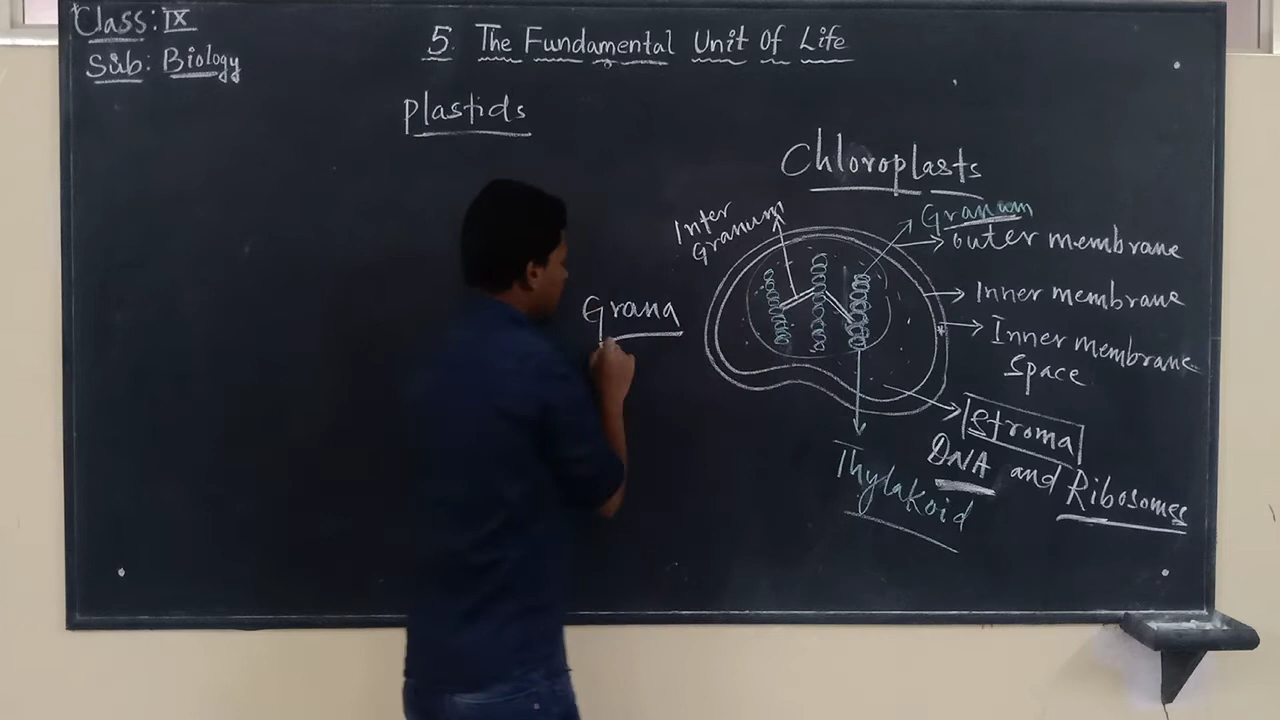 Class: IX
Sub: Biology
5. The Fundamental Unit Of Life
Plastids
Chloroplasts
Inter
Granum
Granum
outer membrane
Inner membrane
Inner membrane
Space
Grana
Stroma
DNA and Ribosomes
Thylakoid